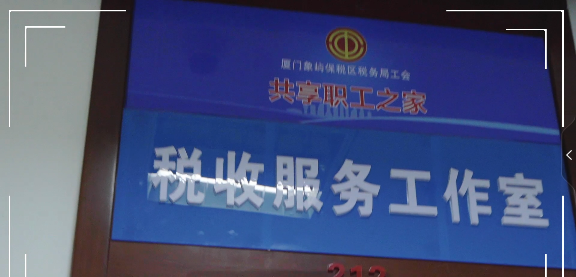 厦门象屿保税区税务局工会
共享职工之家
税收服务工作室
212